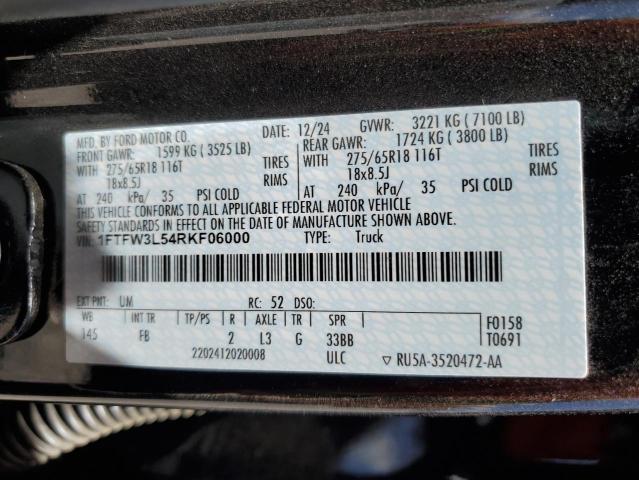 MFD. BY FORD MOTOR CO. DATE: 12/24 GVWR: 3221 KG ( 7100 LB)
FRONT GAWR: 1599 KG ( 3525 LB) REAR GAWR: 1724 KG ( 3800 LB)
WITH 275/65R18 116T TIRES WITH 275/65R18 116T TIRES
18x8.5J RIMS 18x8.5J RIMS
AT 240 kPa/ 35 PSI COLD AT 240 kPa/ 35 PSI COLD
THIS VEHICLE CONFORMS TO ALL APPLICABLE FEDERAL MOTOR VEHICLE
SAFETY STANDARDS IN EFFECT ON THE DATE OF MANUFACTURE SHOWN ABOVE.
VIN: 1FTFW3L54RKF06000 TYPE: Truck
EXT PNT: UM RC: 52 DSO:
WB INT TR TP/PS R AXLE TR SPR F0158
145 FB 2 L3 G 33BB T0691
2202412020008 ULC ▽ RU5A-3520472-AA